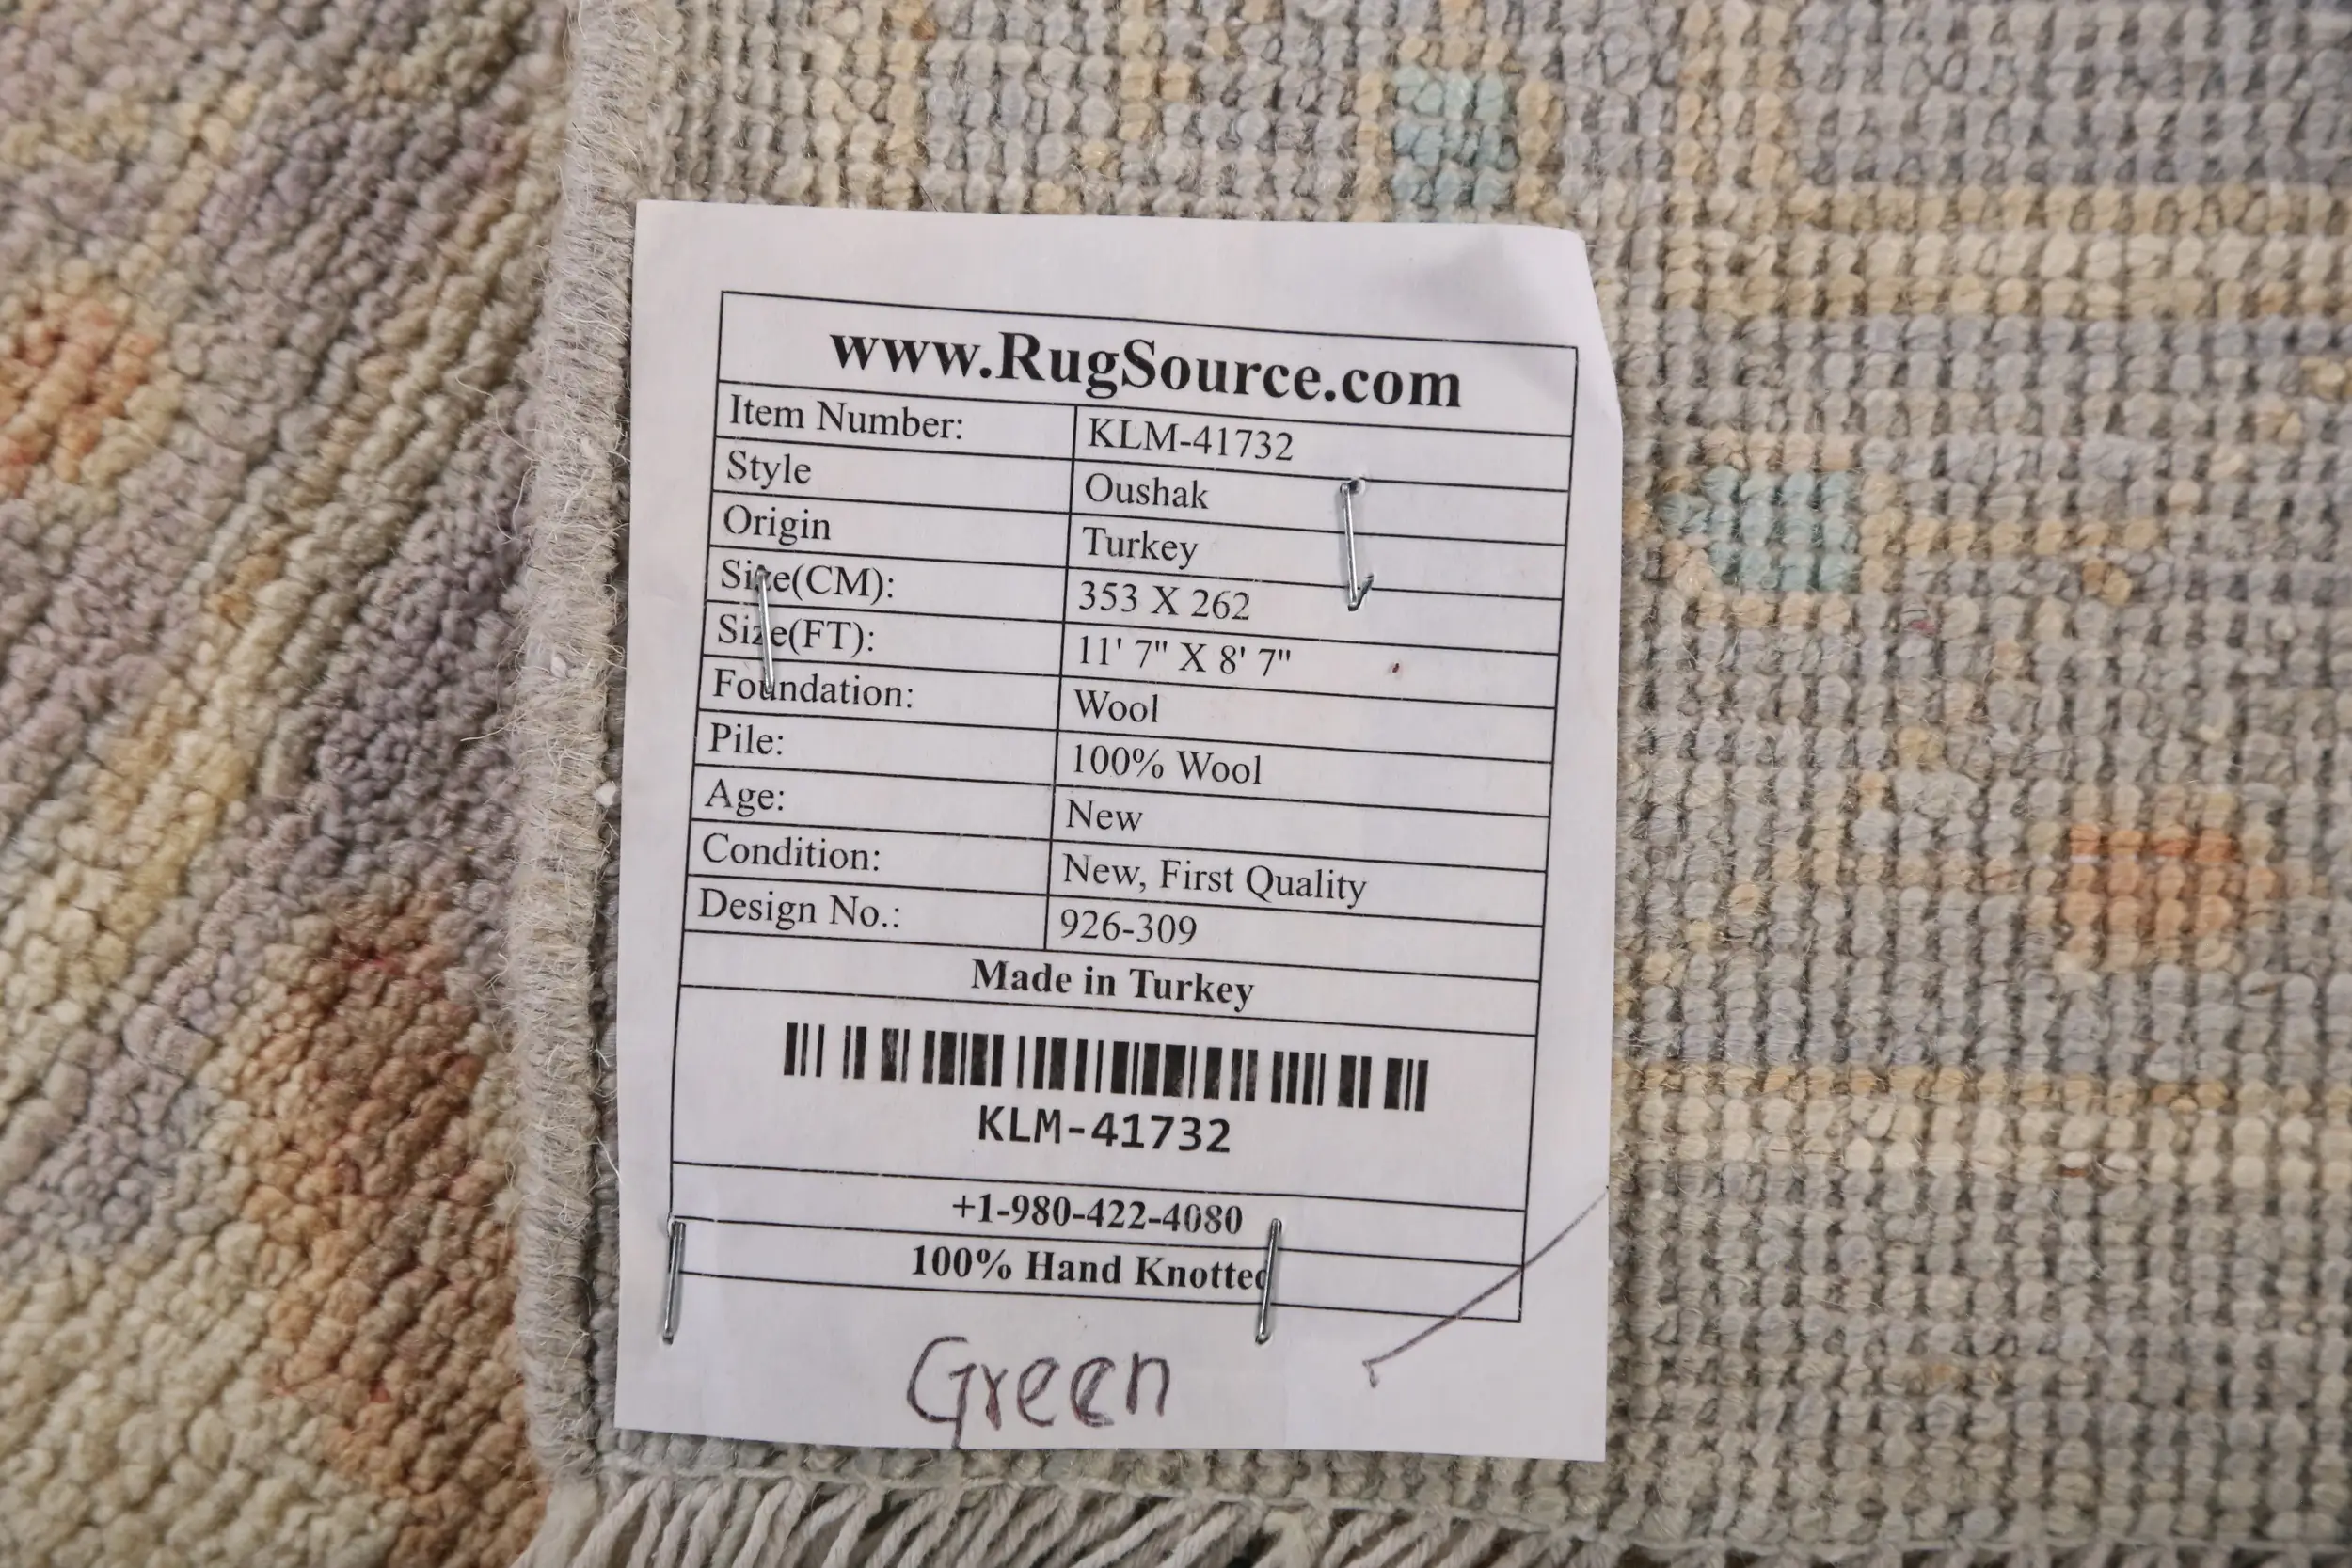 www.RugSource.com
Item Number: KLM-41732
Style Oushak
Origin Turkey
Size(CM): 353 X 262
Size(FT): 11' 7" X 8' 7"
Foundation: Wool
Pile: 100% Wool
Age: New
Condition: New, First Quality
Design No.: 926-309
Made in Turkey
KLM-41732
+1-980-422-4080
100% Hand Knotted
Green